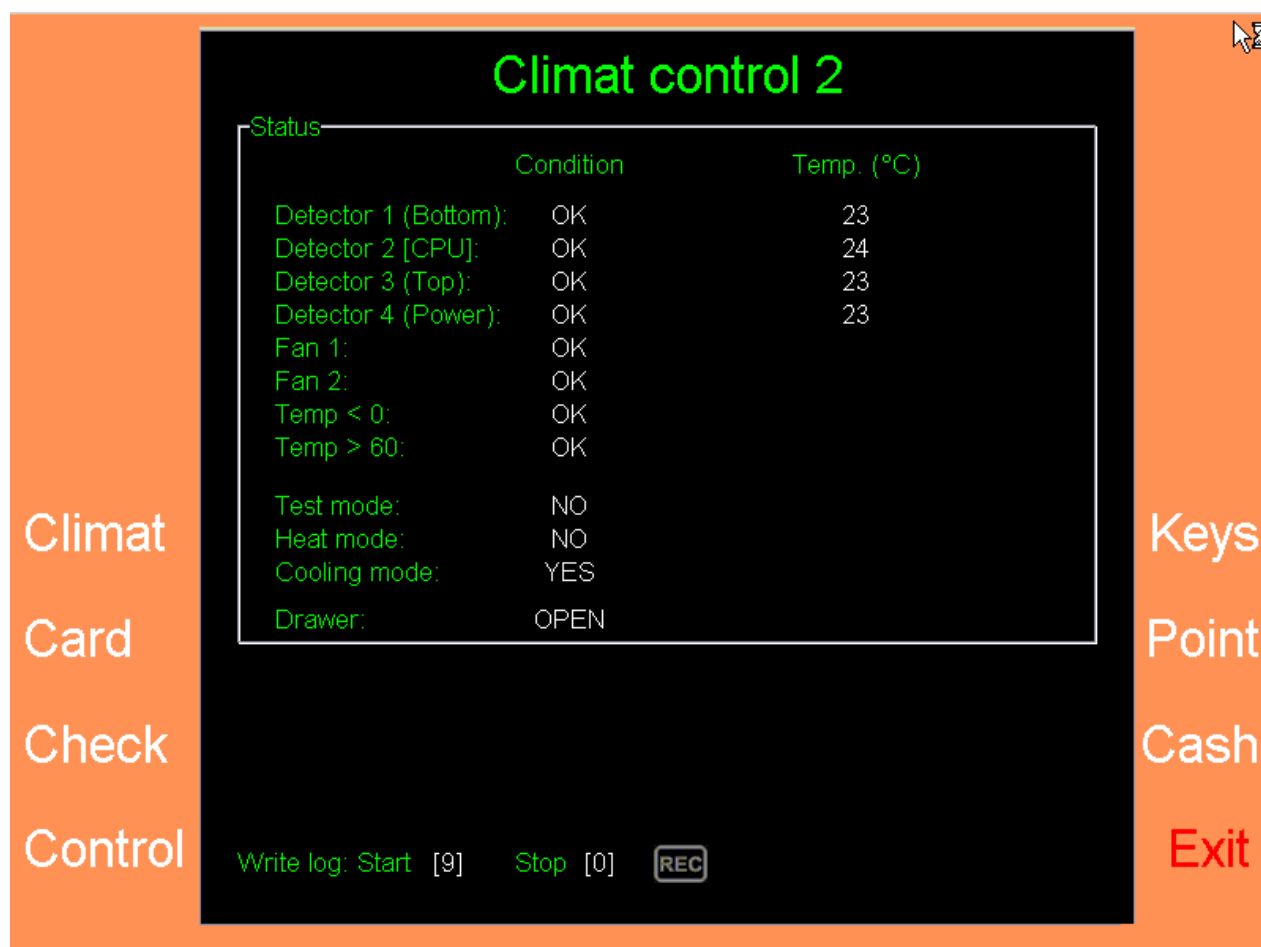 Climat control 2
Status
Condition Temp. (°C)
Detector 1 (Bottom): OK 23
Detector 2 [CPU]: OK 24
Detector 3 (Top): OK 23
Detector 4 (Power): OK 23
Fan 1: OK
Fan 2: OK
Temp < 0: OK
Temp > 60: OK
Test mode: NO
Heat mode: NO
Cooling mode: YES
Drawer: OPEN
Write log: Start [9] Stop [0] REC
Climat
Card
Check
Control
Keys
Point
Cash
Exit